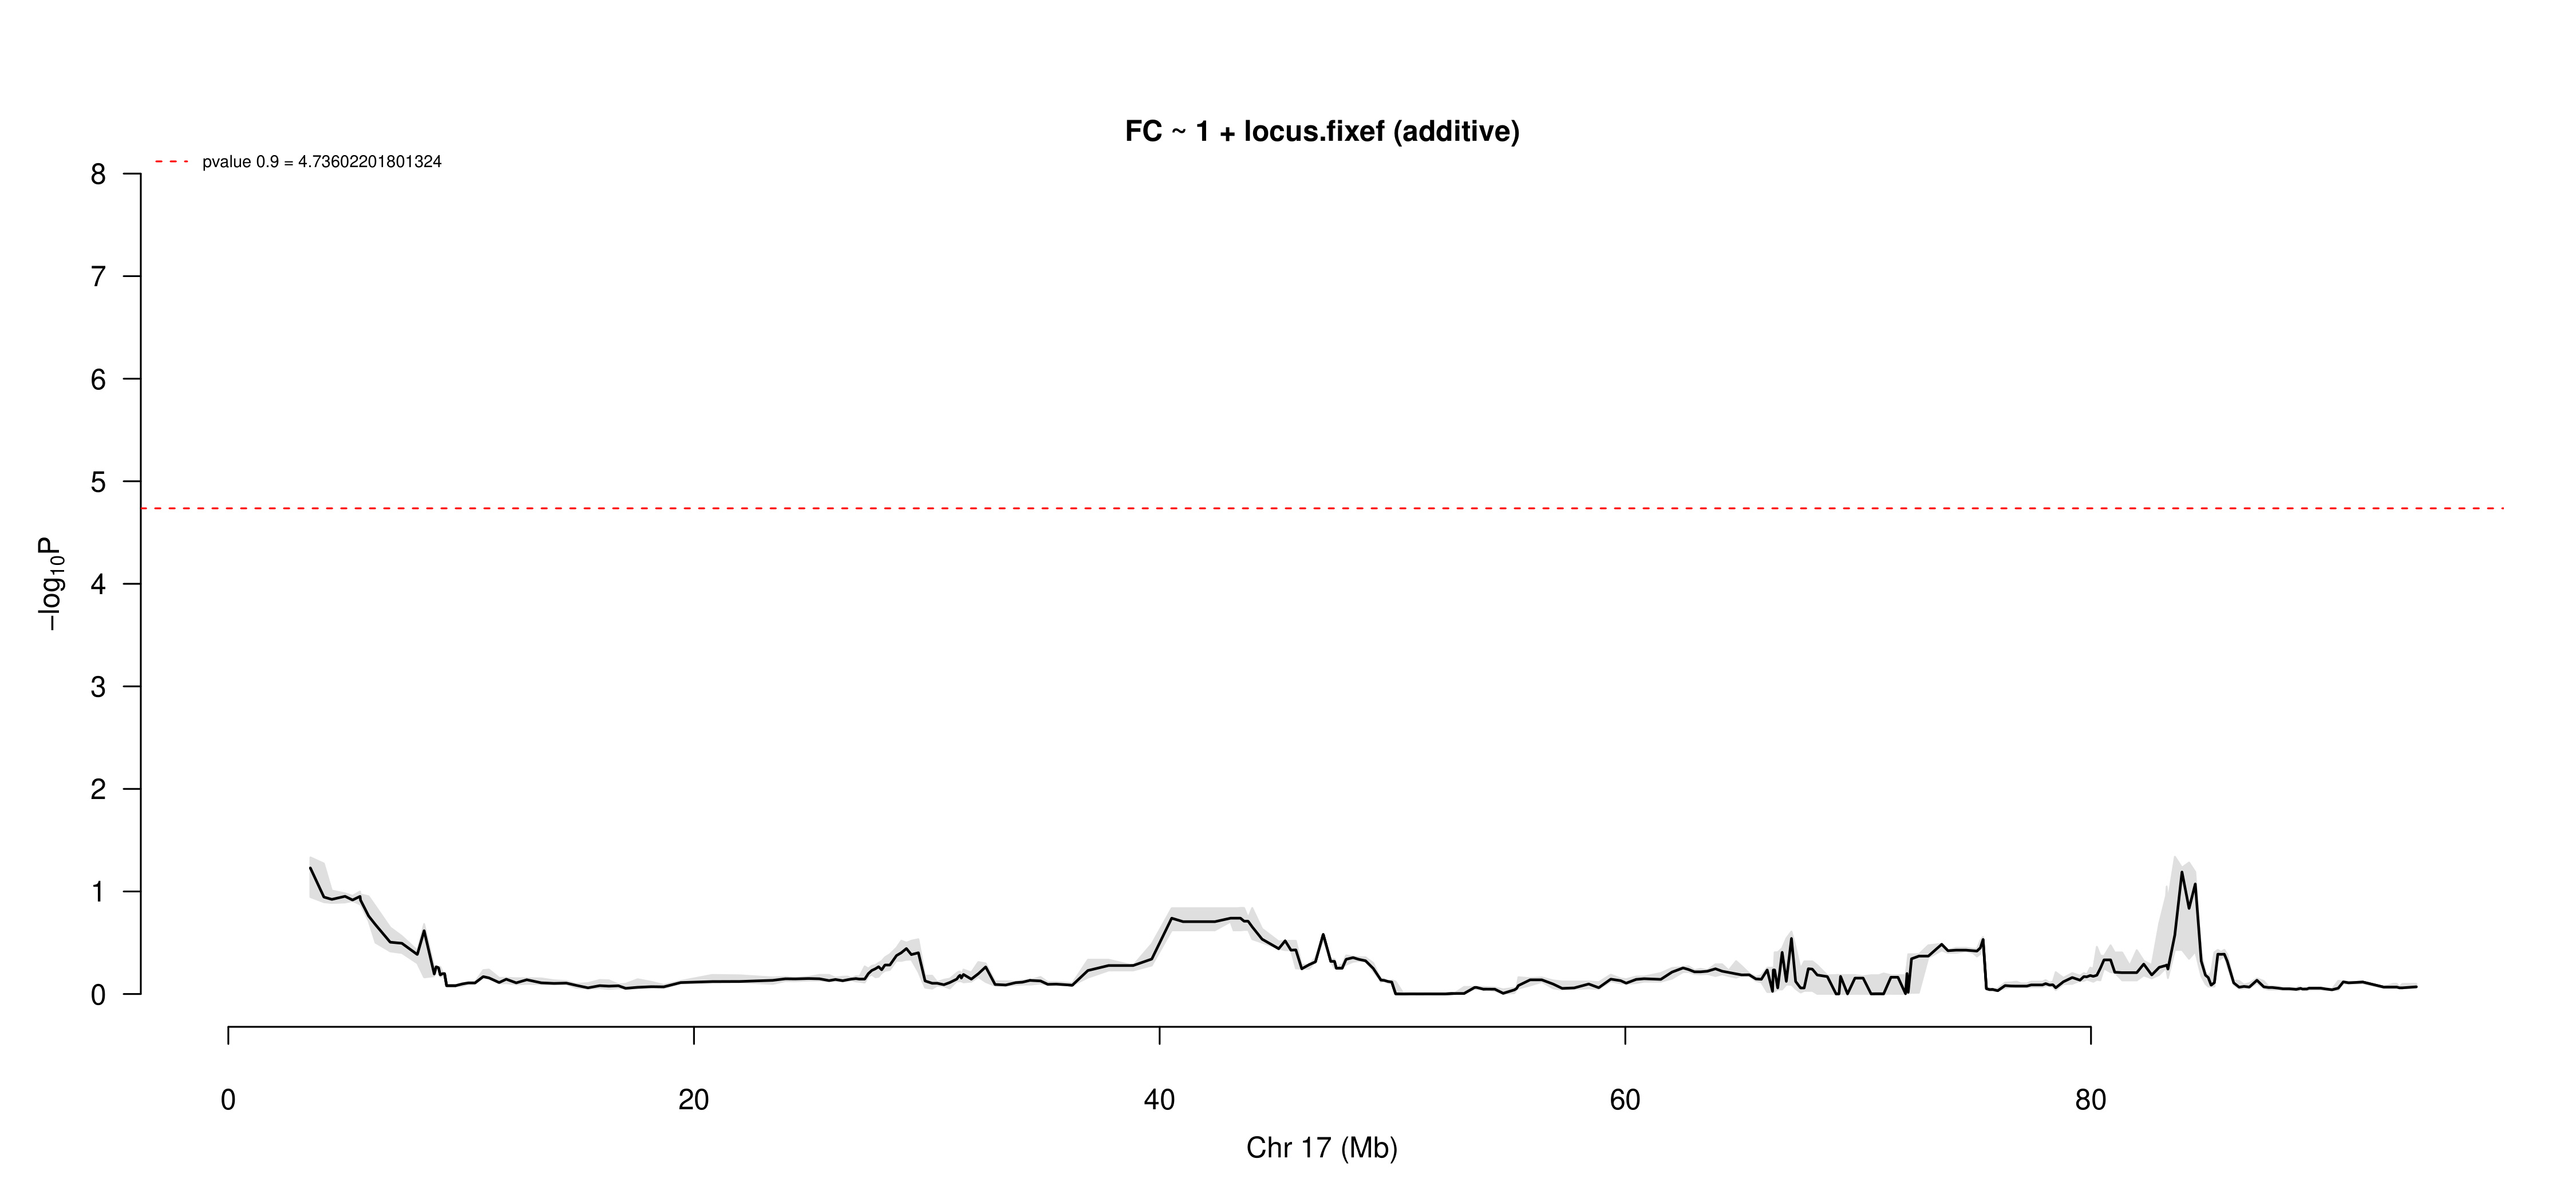 FC ~ 1 + locus.fixef (additive)
pvalue 0.9 = 4.73602201801324
8
7
6
5
4
3
2
1
0
−log10P
0 20 40 60 80
Chr 17 (Mb)